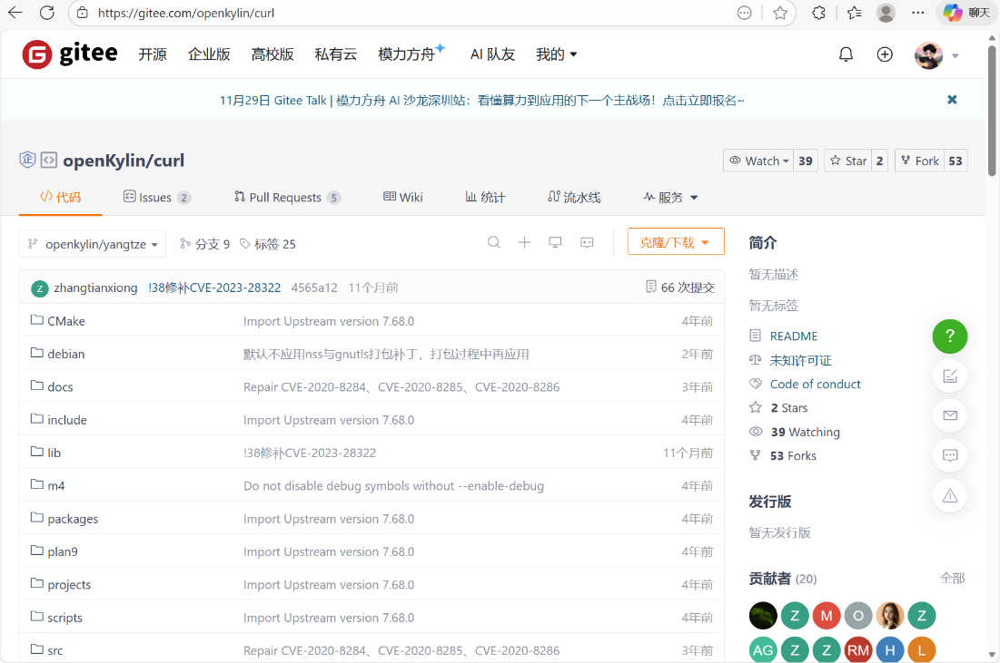 https://gitee.com/openkylin/curl
聊天
gitee 开源 企业版 高校版 私有云 模力方舟 AI 队友 我的
11月29日 Gitee Talk | 模力方舟 AI 沙龙深圳站：看懂算力到应用的下一个主战场！点击立即报名~
企 openKylin/curl
Watch 39 Star 2 Fork 53
代码 Issues 2 Pull Requests 5 Wiki 统计 流水线 服务
openkylin/yangtze 分支 9 标签 25 克隆/下载
Z zhangtianxiong !38修补CVE-2023-28322 4565a12 11个月前 66 次提交
CMake Import Upstream version 7.68.0 4年前
debian 默认不应用nss与gnutls打包补丁，打包过程中再应用 2年前
docs Repair CVE-2020-8284、CVE-2020-8285、CVE-2020-8286 3年前
include Import Upstream version 7.68.0 4年前
lib !38修补CVE-2023-28322 11个月前
m4 Do not disable debug symbols without --enable-debug 4年前
packages Import Upstream version 7.68.0 4年前
plan9 Import Upstream version 7.68.0 4年前
projects Import Upstream version 7.68.0 4年前
scripts Import Upstream version 7.68.0 4年前
src Repair CVE-2020-8284、CVE-2020-8285、CVE-2020-8286 3年前
简介
暂无描述
暂无标签
README
未知许可证
Code of conduct
2 Stars
39 Watching
53 Forks
发行版
暂无发行版
贡献者 (20) 全部
Z M O Z
AG Z Z RM H L
?